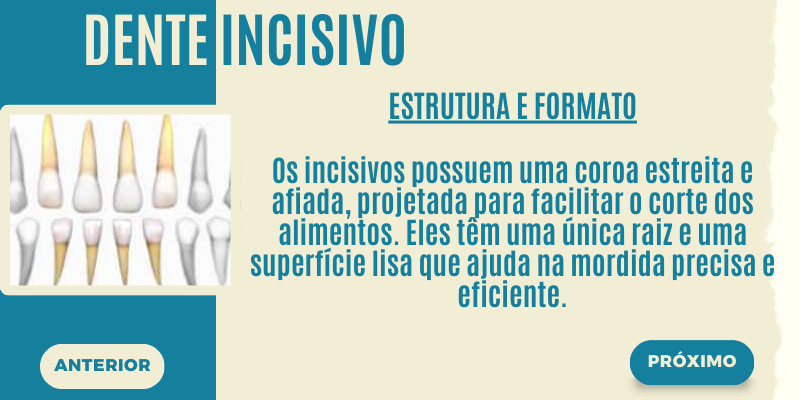 DENTE INCISIVO
ESTRUTURA E FORMATO
Os incisivos possuem uma coroa estreita e
afiada, projetada para facilitar o corte dos
alimentos. Eles têm uma única raiz e uma
superfície lisa que ajuda na mordida precisa e
eficiente.
ANTERIOR
PRÓXIMO